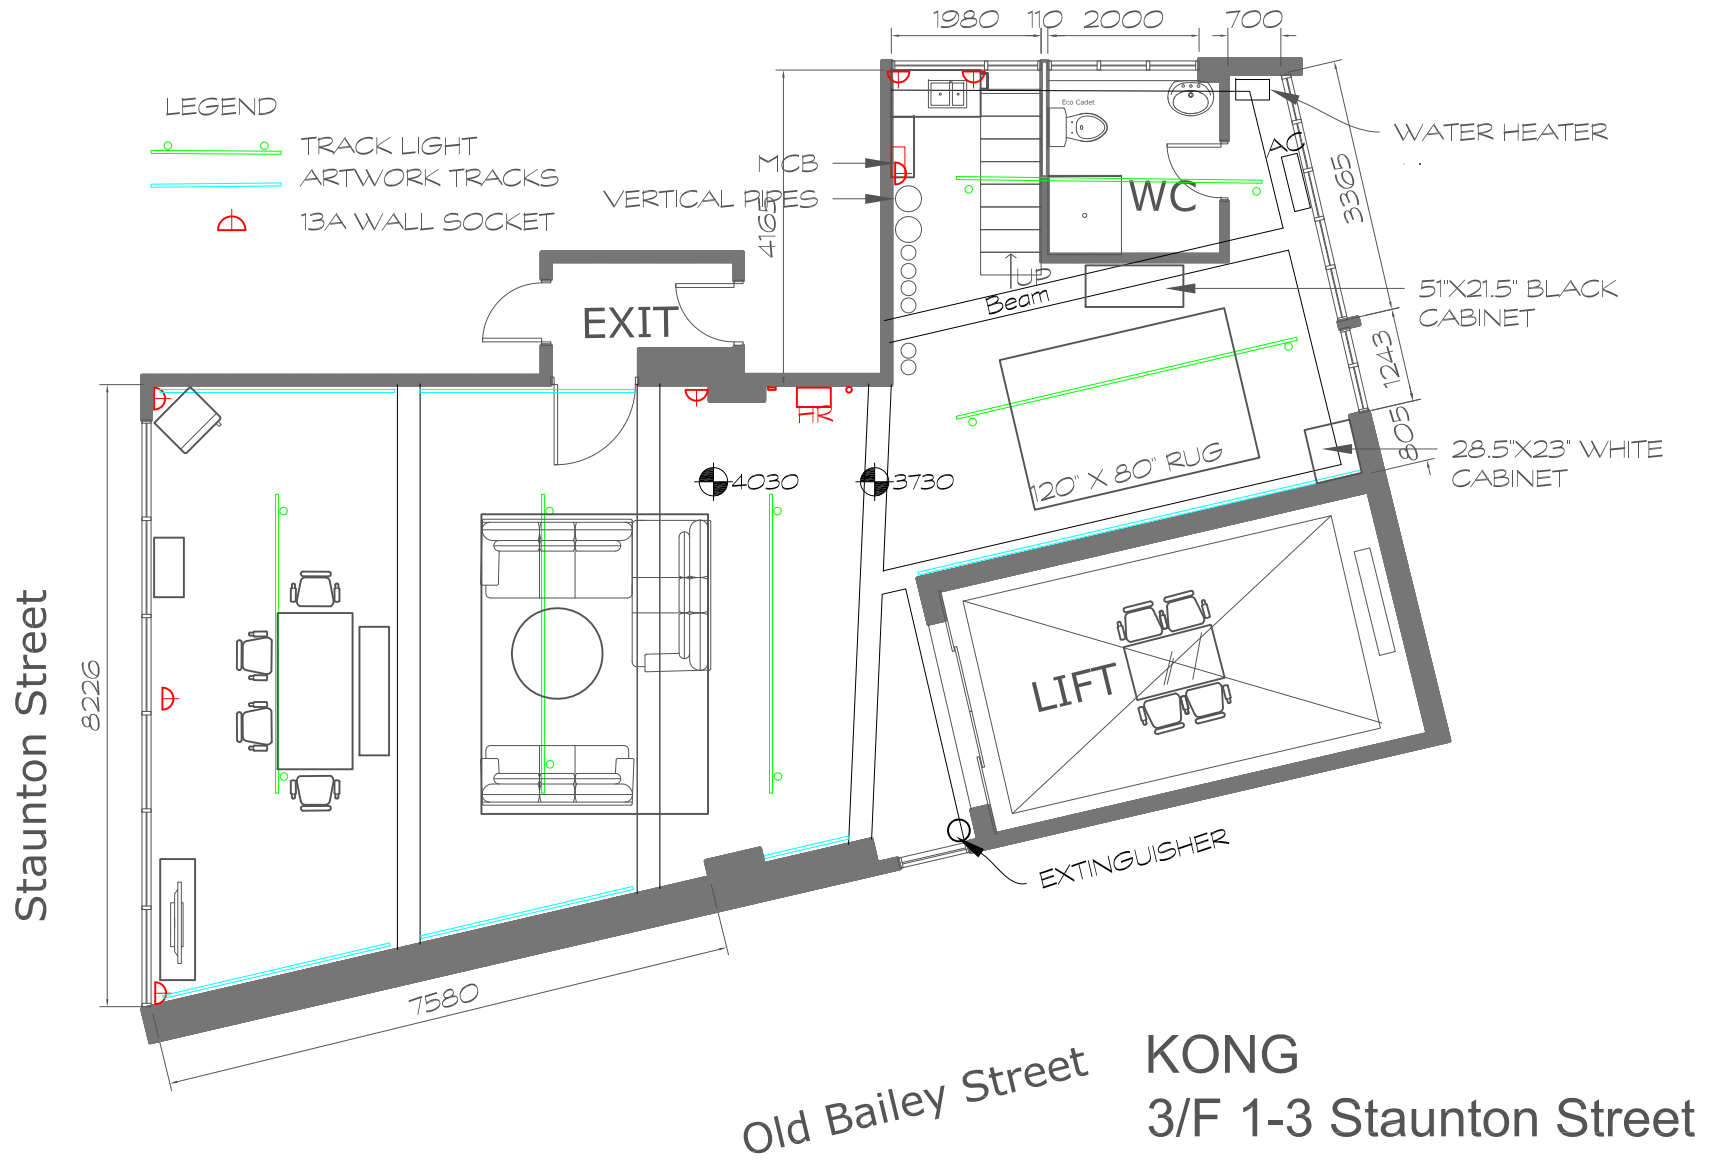 1980 110 2000 700
LEGEND
TRACK LIGHT
ARTWORK TRACKS
13A WALL SOCKET
MCB
VERTICAL PIPES
4165
Eco Cadet
WC
AC
WATER HEATER
3365
UP
Beam
EXIT
51"X21.5" BLACK
CABINET
1243
805
HR
120" X 80" RUG
28.5"X23" WHITE
CABINET
4030
3730
Staunton Street
8226
LIFT
EXTINGUISHER
7580
Old Bailey Street
KONG
3/F 1-3 Staunton Street